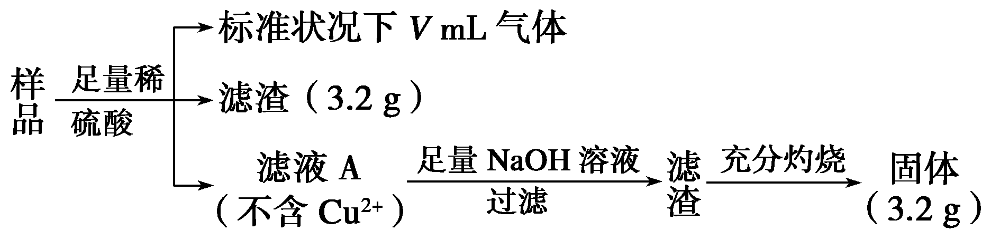 样品
足量稀
硫酸
标准状况下 V mL 气体
滤渣（3.2 g）
滤液 A
（不含 Cu²⁺）
足量 NaOH 溶液
过滤
滤渣
充分灼烧
固体
（3.2 g）